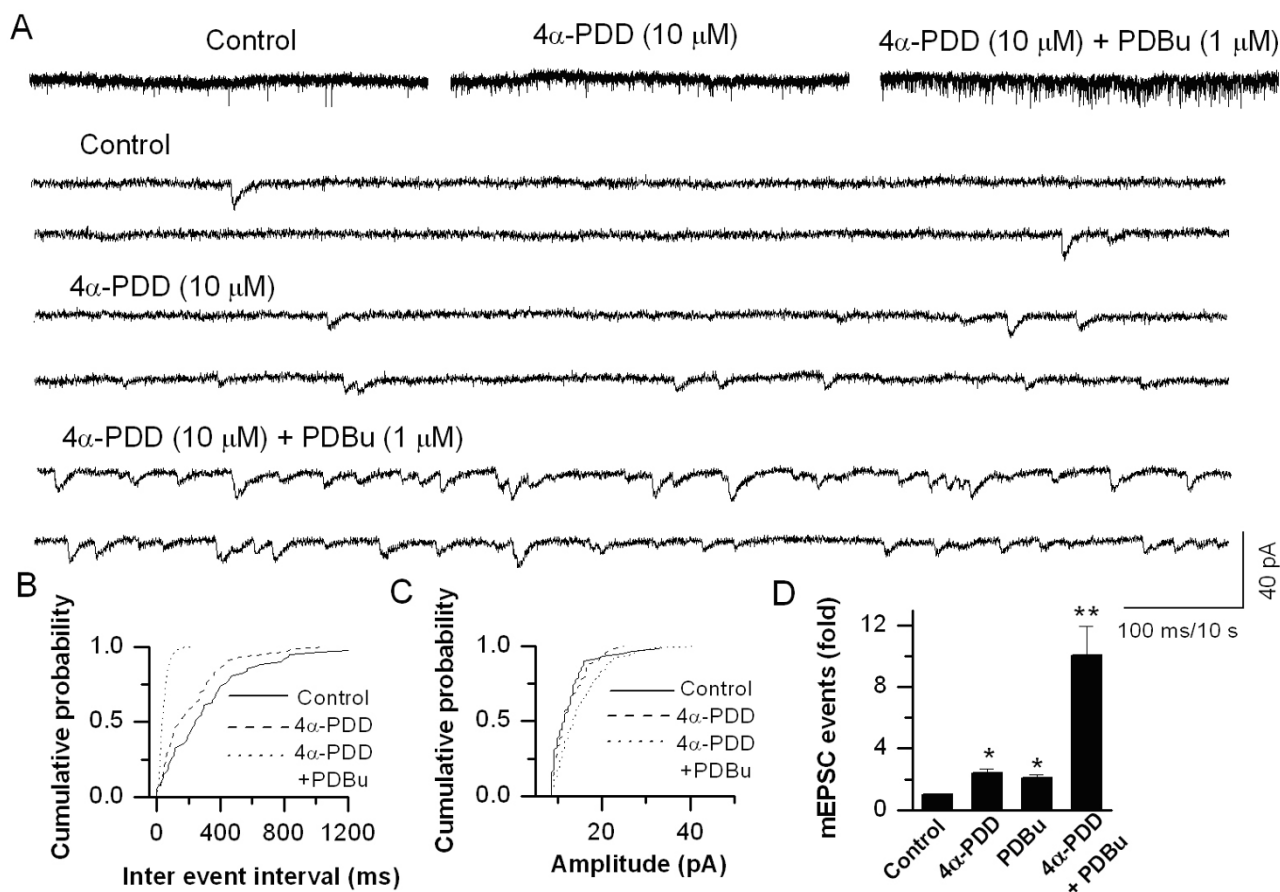 A
Control
4α-PDD (10 μM)
4α-PDD (10 μM) + PDBu (1 μM)
Control
4α-PDD (10 μM)
4α-PDD (10 μM) + PDBu (1 μM)
40 pA
100 ms/10 s
B
Cumulative probability
1.0
0.5
0.0
0
400
800
1200
Inter event interval (ms)
Control
4α-PDD
4α-PDD
+PDBu
C
Cumulative probability
1.0
0.5
0.0
20
40
Amplitude (pA)
Control
4α-PDD
4α-PDD
+PDBu
D
mEPSC events (fold)
12
8
4
0
*
*
**
Control
4α-PDD
PDBu
4α-PDD
+ PDBu